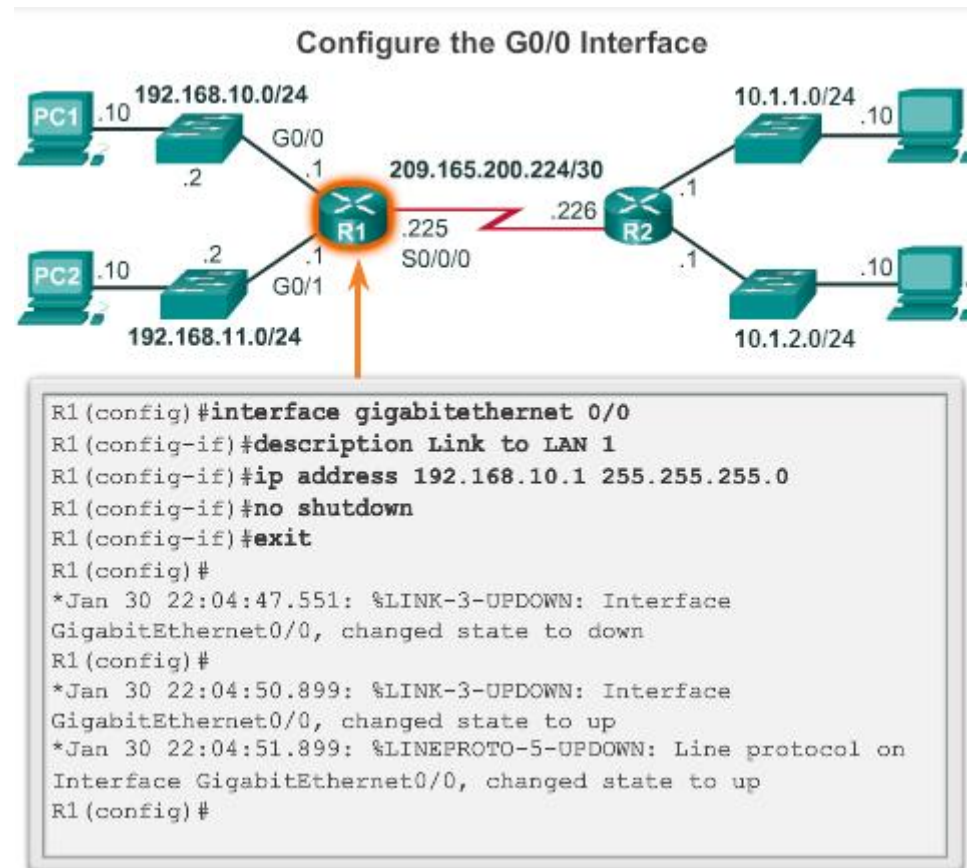 Configure the G0/0 Interface
192.168.10.0/24
10.1.1.0/24
PC1
.10
.10
G0/0
.2
.1
209.165.200.224/30
.1
.226
R1
.225
R2
S0/0/0
PC2
.10
.2
.1
G0/1
.1
.10
192.168.11.0/24
10.1.2.0/24
R1(config)#interface gigabitethernet 0/0
R1(config-if)#description Link to LAN 1
R1(config-if)#ip address 192.168.10.1 255.255.255.0
R1(config-if)#no shutdown
R1(config-if)#exit
R1(config)#
*Jan 30 22:04:47.551: %LINK-3-UPDOWN: Interface
GigabitEthernet0/0, changed state to down
R1(config)#
*Jan 30 22:04:50.899: %LINK-3-UPDOWN: Interface
GigabitEthernet0/0, changed state to up
*Jan 30 22:04:51.899: %LINEPROTO-5-UPDOWN: Line protocol on
Interface GigabitEthernet0/0, changed state to up
R1(config)#